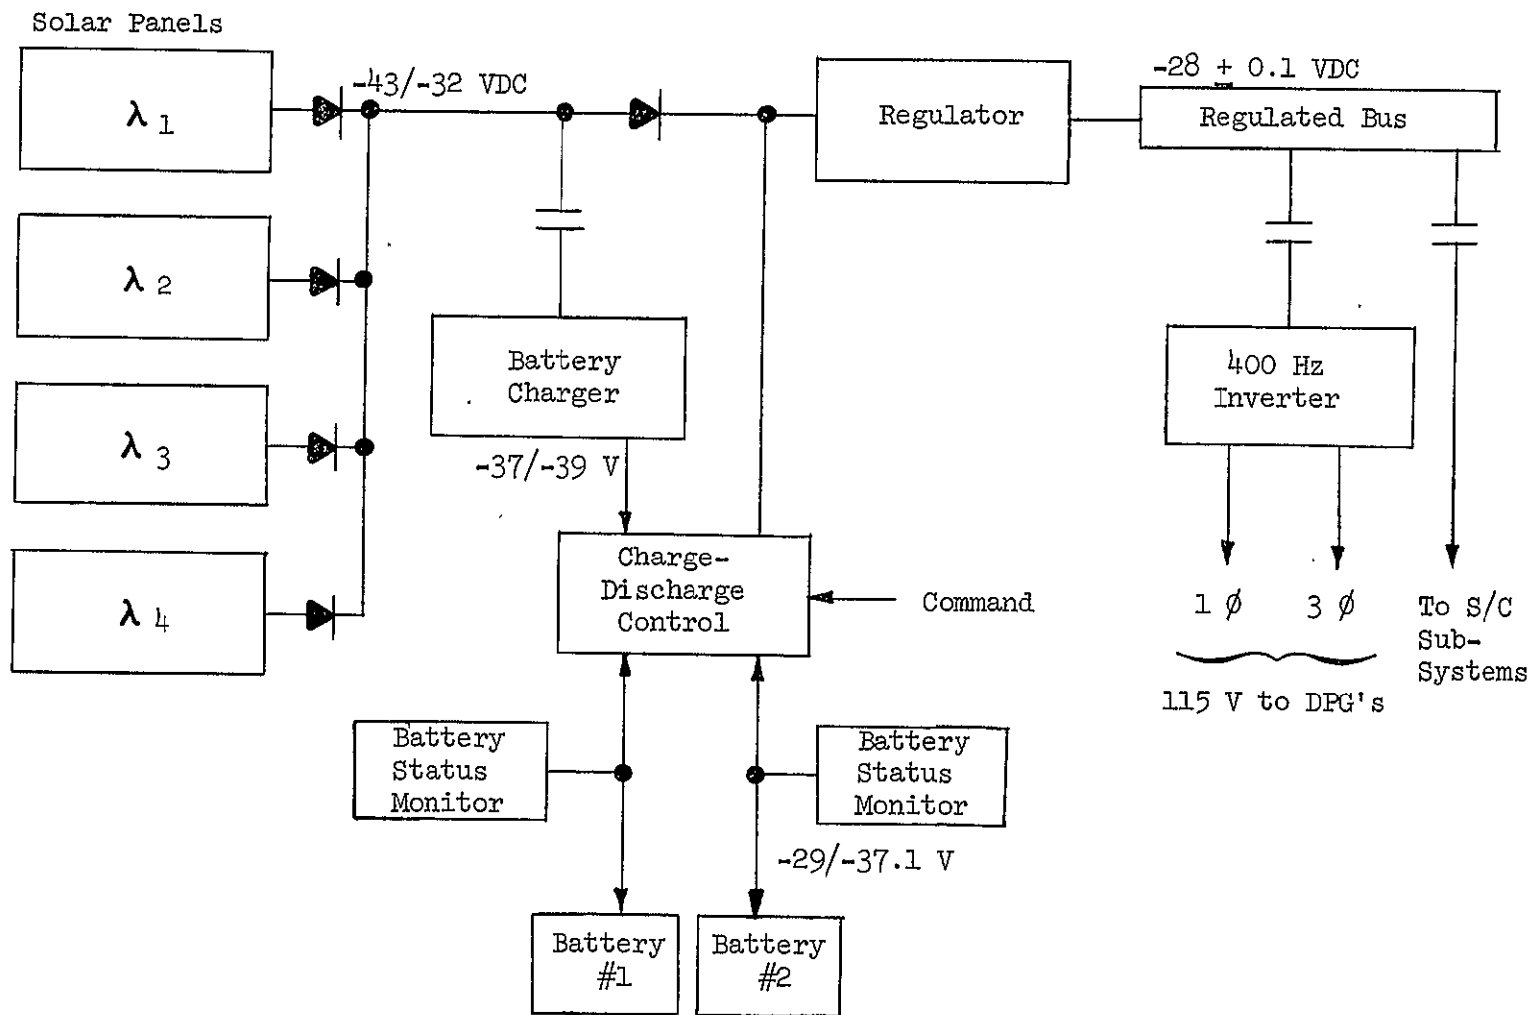 Solar Panels
λ 1
-43/-32 VDC
Regulator
-28 + 0.1 VDC
Regulated Bus
λ 2
λ 3
λ 4
Battery
Charger
-37/-39 V
400 Hz
Inverter
Charge-
Discharge
Control
Command
1 Ø
3 Ø
To S/C
Sub-
Systems
115 V to DPG's
Battery
Status
Monitor
Battery
Status
Monitor
-29/-37.1 V
Battery
#1
Battery
#2